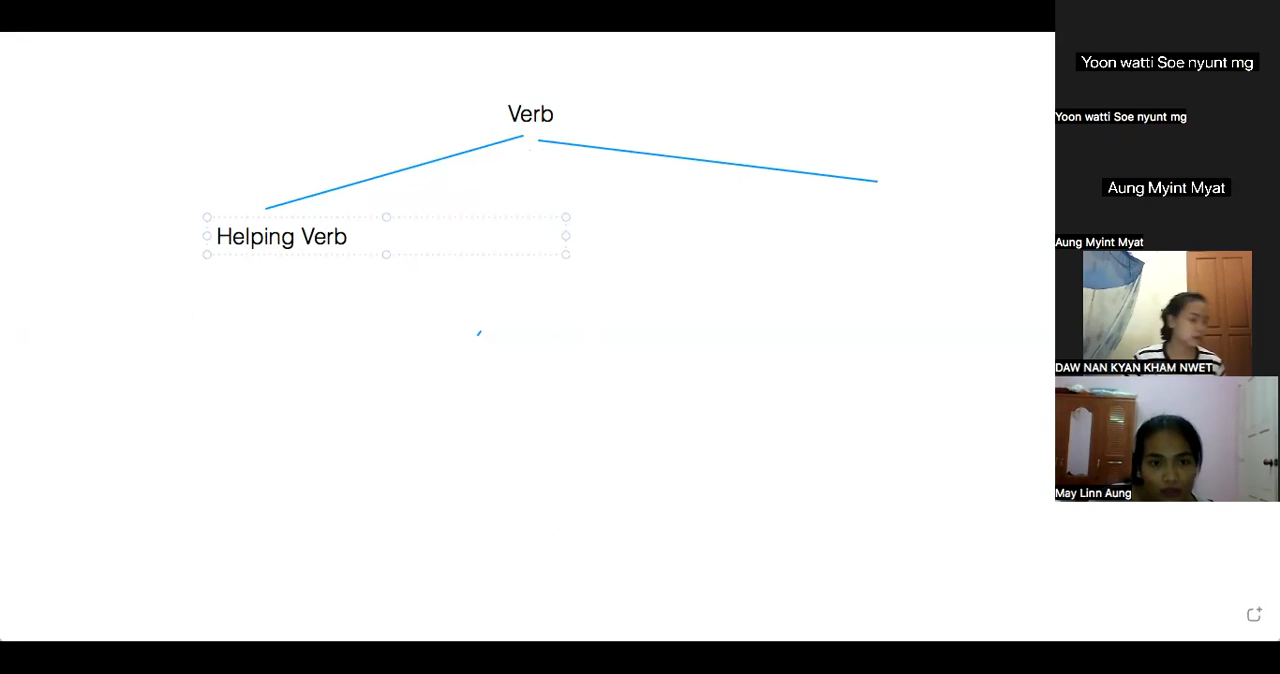 Verb
Helping Verb
Yoon watti Soe nyunt mg
Yoon watti Soe nyunt mg
Aung Myint Myat
Aung Myint Myat
DAW NAN KYAN KHAM NWET
May Linn Aung